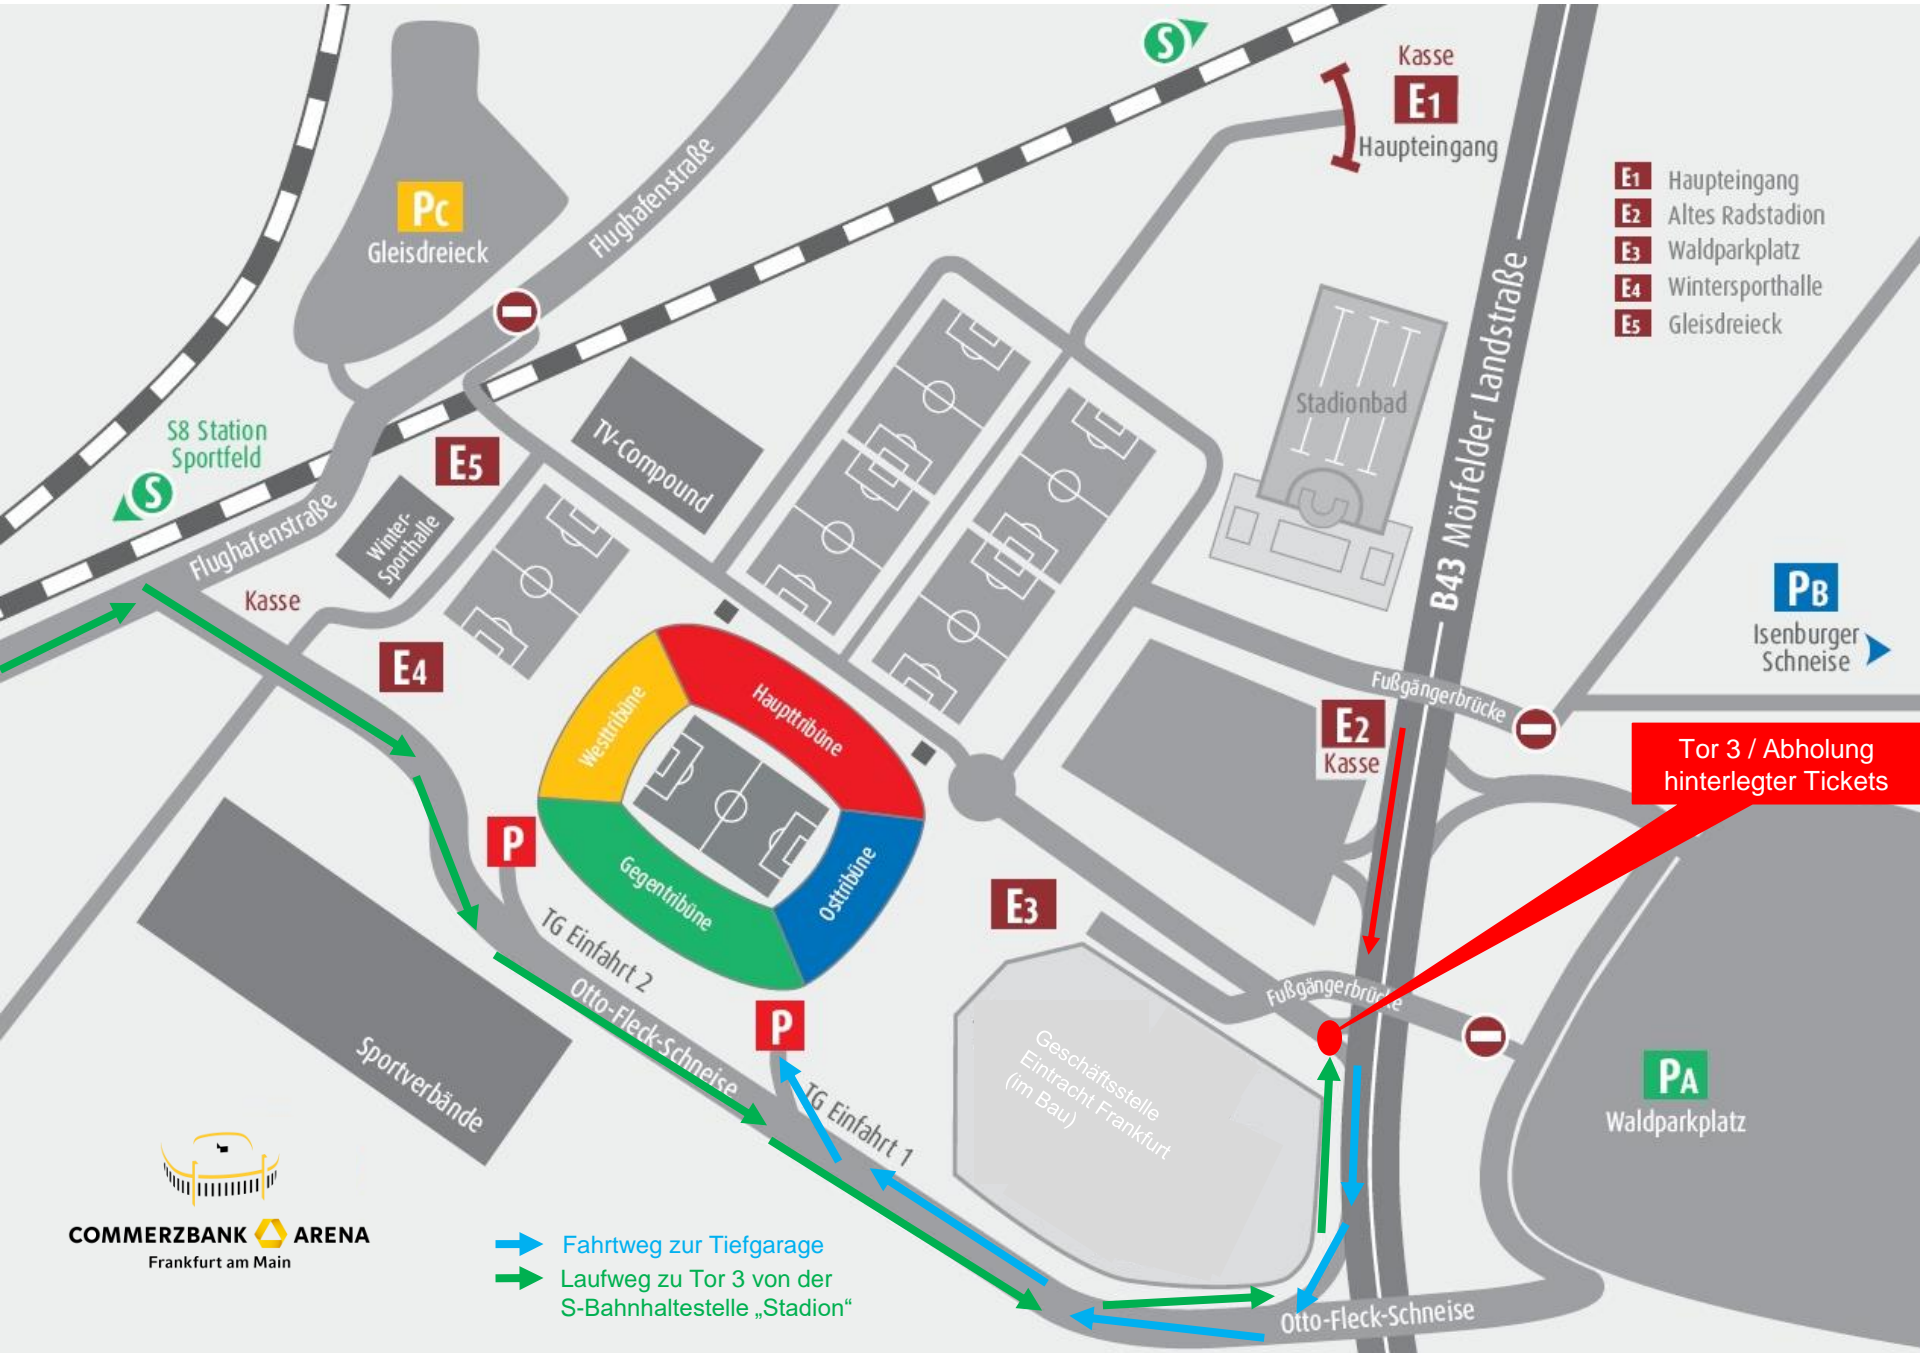 S
Kasse
E1
Haupteingang
E1 Haupteingang
E2 Altes Radstadion
E3 Waldparkplatz
E4 Wintersporthalle
E5 Gleisdreieck
PC
Gleisdreieck
Flughafenstraße
B43 Mörfelder Landstraße
Stadionbad
S8 Station
Sportfeld
S
E5
TV-Compound
Flughafenstraße
Winter-
Sporthalle
Kasse
E4
PB
Isenburger
Schneise
Fußgängerbrücke
E2
Kasse
Tor 3 / Abholung
hinterlegter Tickets
Westtribüne
Haupttribüne
Gegentribüne
Osttribüne
P
E3
TG Einfahrt 2
Otto-Fleck-Schneise
P
TG Einfahrt 1
Fußgängerbrücke
Geschäftsstelle
Eintracht Frankfurt
(im Bau)
Sportverbände
PA
Waldparkplatz
COMMERZBANK ARENA
Frankfurt am Main
Fahrtweg zur Tiefgarage
Laufweg zu Tor 3 von der
S-Bahnhaltestelle „Stadion“
Otto-Fleck-Schneise